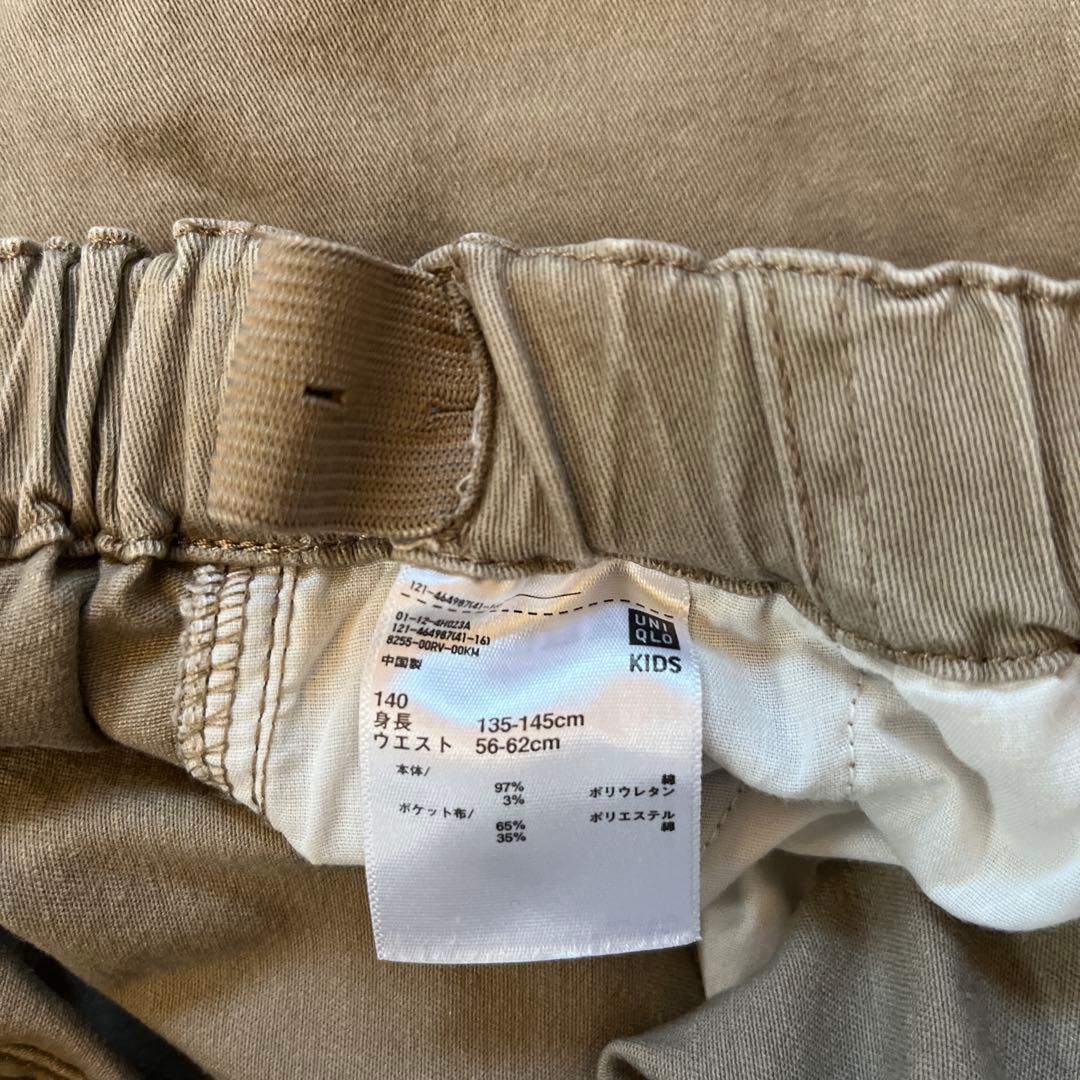 121-464987(41-16)
01-12-4H023A
121-464987(41-16)
8255-00RV-00KM
中国製
UNI
QLO
KIDS
140
身長 135-145cm
ウエスト 56-62cm
本体/
97% 綿
3% ポリウレタン
ポケット布/
65% ポリエステル
35% 綿